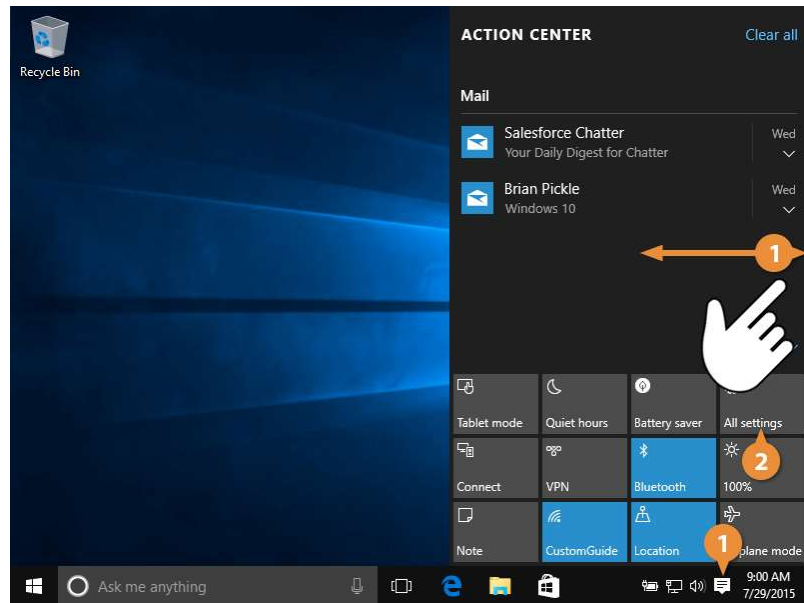 Recycle Bin
ACTION CENTER
Clear all
Mail
Salesforce Chatter
Wed
Your Daily Digest for Chatter
Brian Pickle
Wed
Windows 10
1
Tablet mode
Quiet hours
Battery saver
All settings
2
Connect
VPN
Bluetooth
100%
Note
CustomGuide
Location
1
plane mode
Ask me anything
9:00 AM
7/29/2015